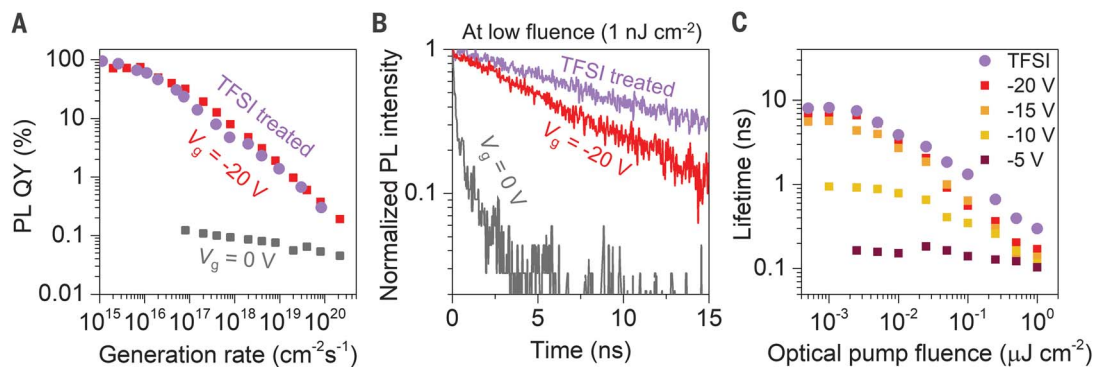 A
PL QY (%)
100
10
1
0.1
0.01
TFSI treated
Vg = -20 V
Vg = 0 V
10¹⁵ 10¹⁶ 10¹⁷ 10¹⁸ 10¹⁹ 10²⁰
Generation rate (cm⁻²s⁻¹)
B
At low fluence (1 nJ cm⁻²)
Normalized PL intensity
1
0.1
TFSI treated
Vg = -20 V
Vg = 0 V
0 5 10 15
Time (ns)
C
Lifetime (ns)
10
1
0.1
TFSI
-20 V
-15 V
-10 V
-5 V
10⁻³ 10⁻² 10⁻¹ 10⁰
Optical pump fluence (μJ cm⁻²)